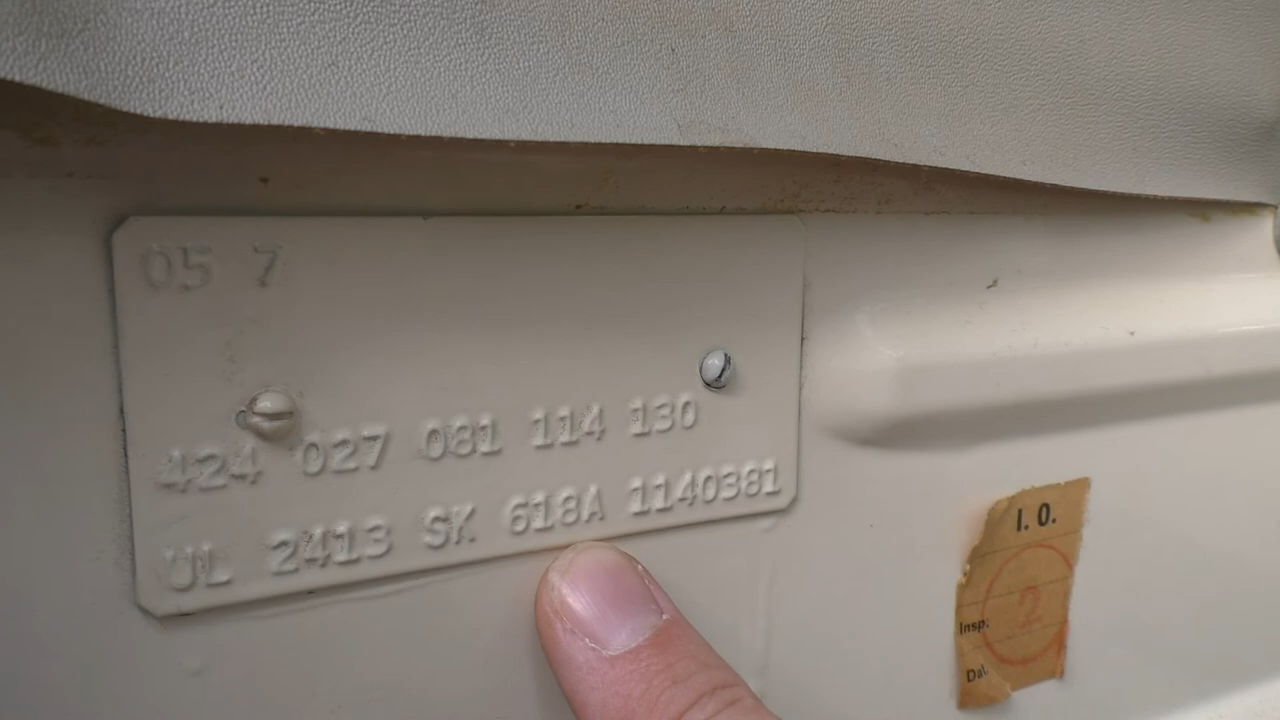 05 7
424 027 081 114 130
UL 2413 SK 618A 1140381
I. O.
2
Insp.
Dat.